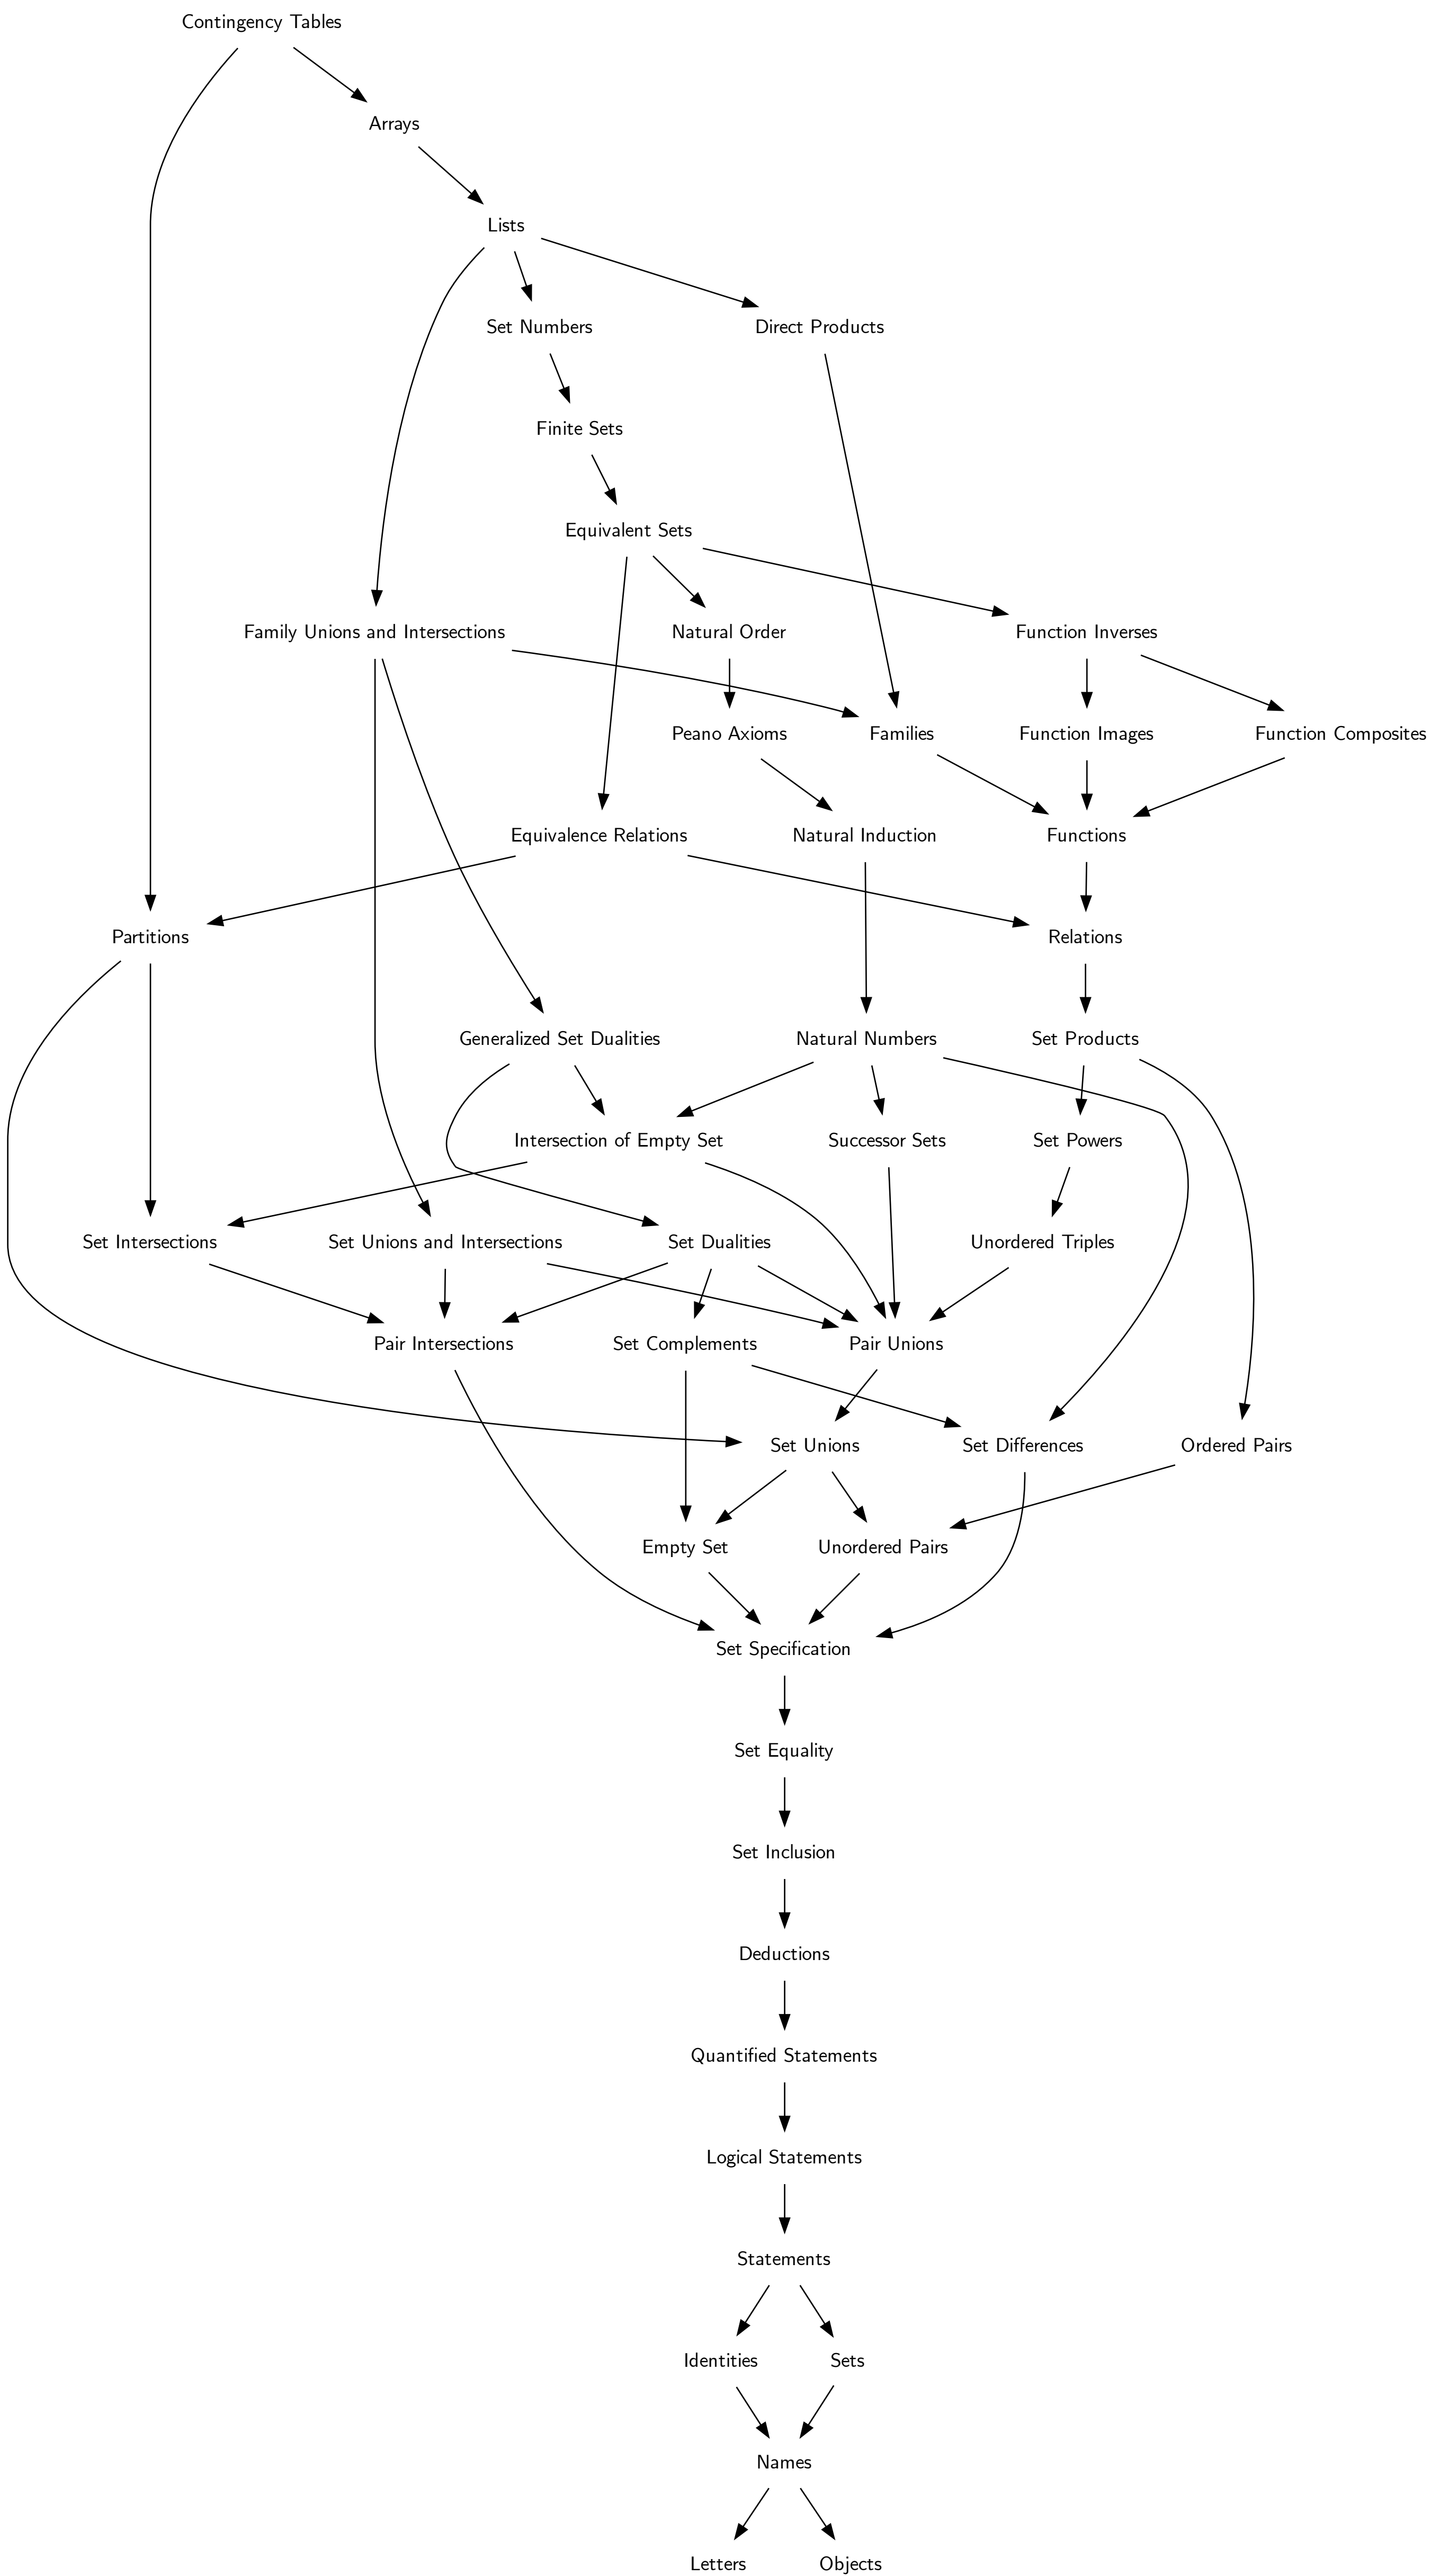 Contingency Tables
Arrays
Lists
Set Numbers
Direct Products
Finite Sets
Equivalent Sets
Family Unions and Intersections
Natural Order
Function Inverses
Peano Axioms
Families
Function Images
Function Composites
Equivalence Relations
Natural Induction
Functions
Partitions
Relations
Generalized Set Dualities
Natural Numbers
Set Products
Intersection of Empty Set
Successor Sets
Set Powers
Set Intersections
Set Unions and Intersections
Set Dualities
Unordered Triples
Pair Intersections
Set Complements
Pair Unions
Set Unions
Set Differences
Ordered Pairs
Empty Set
Unordered Pairs
Set Specification
Set Equality
Set Inclusion
Deductions
Quantified Statements
Logical Statements
Statements
Identities
Sets
Names
Letters
Objects